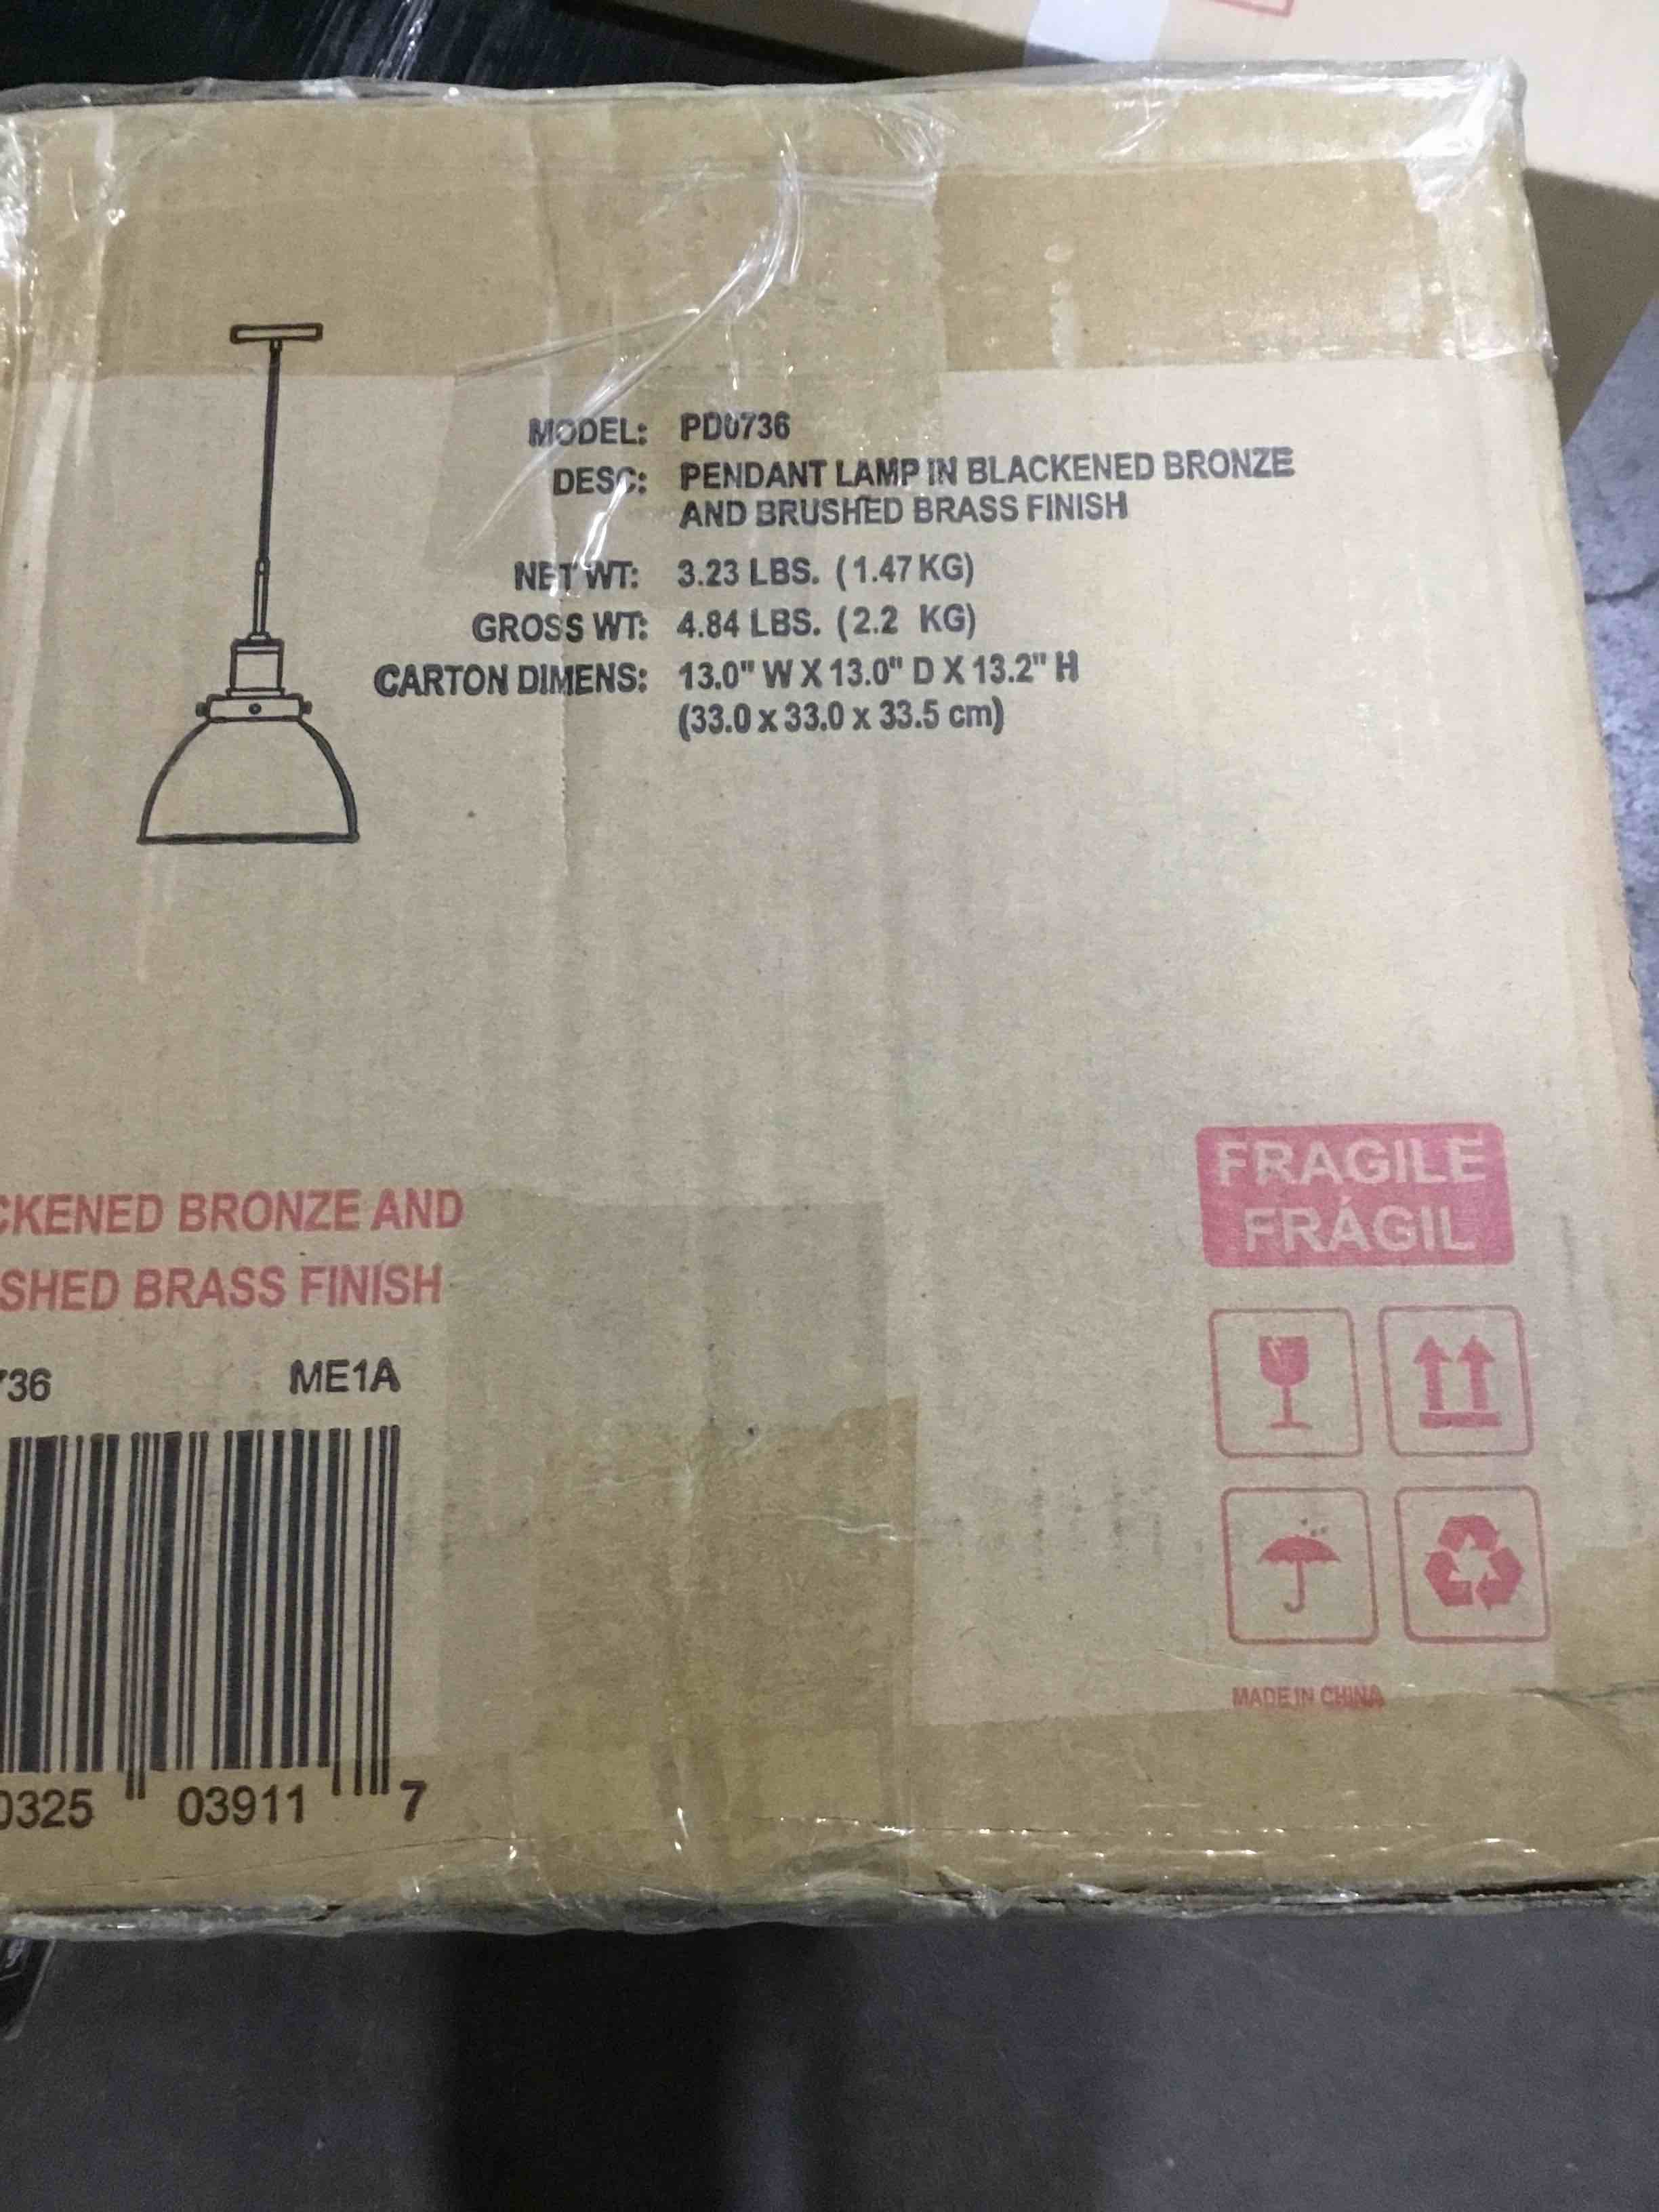 MODEL: PD0736
DESC: PENDANT LAMP IN BLACKENED BRONZE
AND BRUSHED BRASS FINISH
NET WT: 3.23 LBS. (1.47 KG)
GROSS WT: 4.84 LBS. (2.2 KG)
CARTON DIMENS: 13.0" W X 13.0" D X 13.2" H
(33.0 x 33.0 x 33.5 cm)
CKENED BRONZE AND
SHED BRASS FINISH
736 ME1A
0325 03911 7
FRAGILE
FRÁGIL
MADE IN CHINA